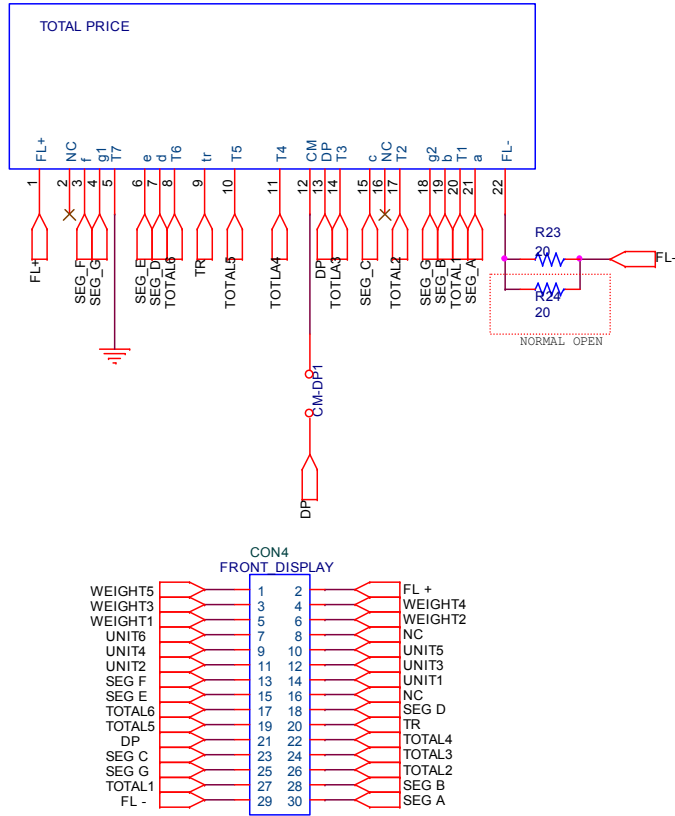 TOTAL PRICE
FL+ NC f g1 T7 e d T6 tr T5 T4 CM DP T3 c NC T2 g2 b T1 a FL-
1 2 3 4 5 6 7 8 9 10 11 12 13 14 15 16 17 18 19 20 21 22
FL+ SEG_F SEG_G SEG_E SEG_D TOTAL6 TR TOTAL5 TOTLA4 DP TOTLA3 SEG_C TOTAL2 SEG_G SEG_B TOTAL1 SEG_A
R23
20
FL-
R24
20
NORMAL OPEN
CM-DP1
DP
CON4
FRONT_DISPLAY
WEIGHT5 1 2 FL +
WEIGHT3 3 4 WEIGHT4
WEIGHT1 5 6 WEIGHT2
UNIT6 7 8 NC
UNIT4 9 10 UNIT5
UNIT2 11 12 UNIT3
SEG F 13 14 UNIT1
SEG E 15 16 NC
TOTAL6 17 18 SEG D
TOTAL5 19 20 TR
DP 21 22 TOTAL4
SEG C 23 24 TOTAL3
SEG G 25 26 TOTAL2
TOTAL1 27 28 SEG B
FL - 29 30 SEG A